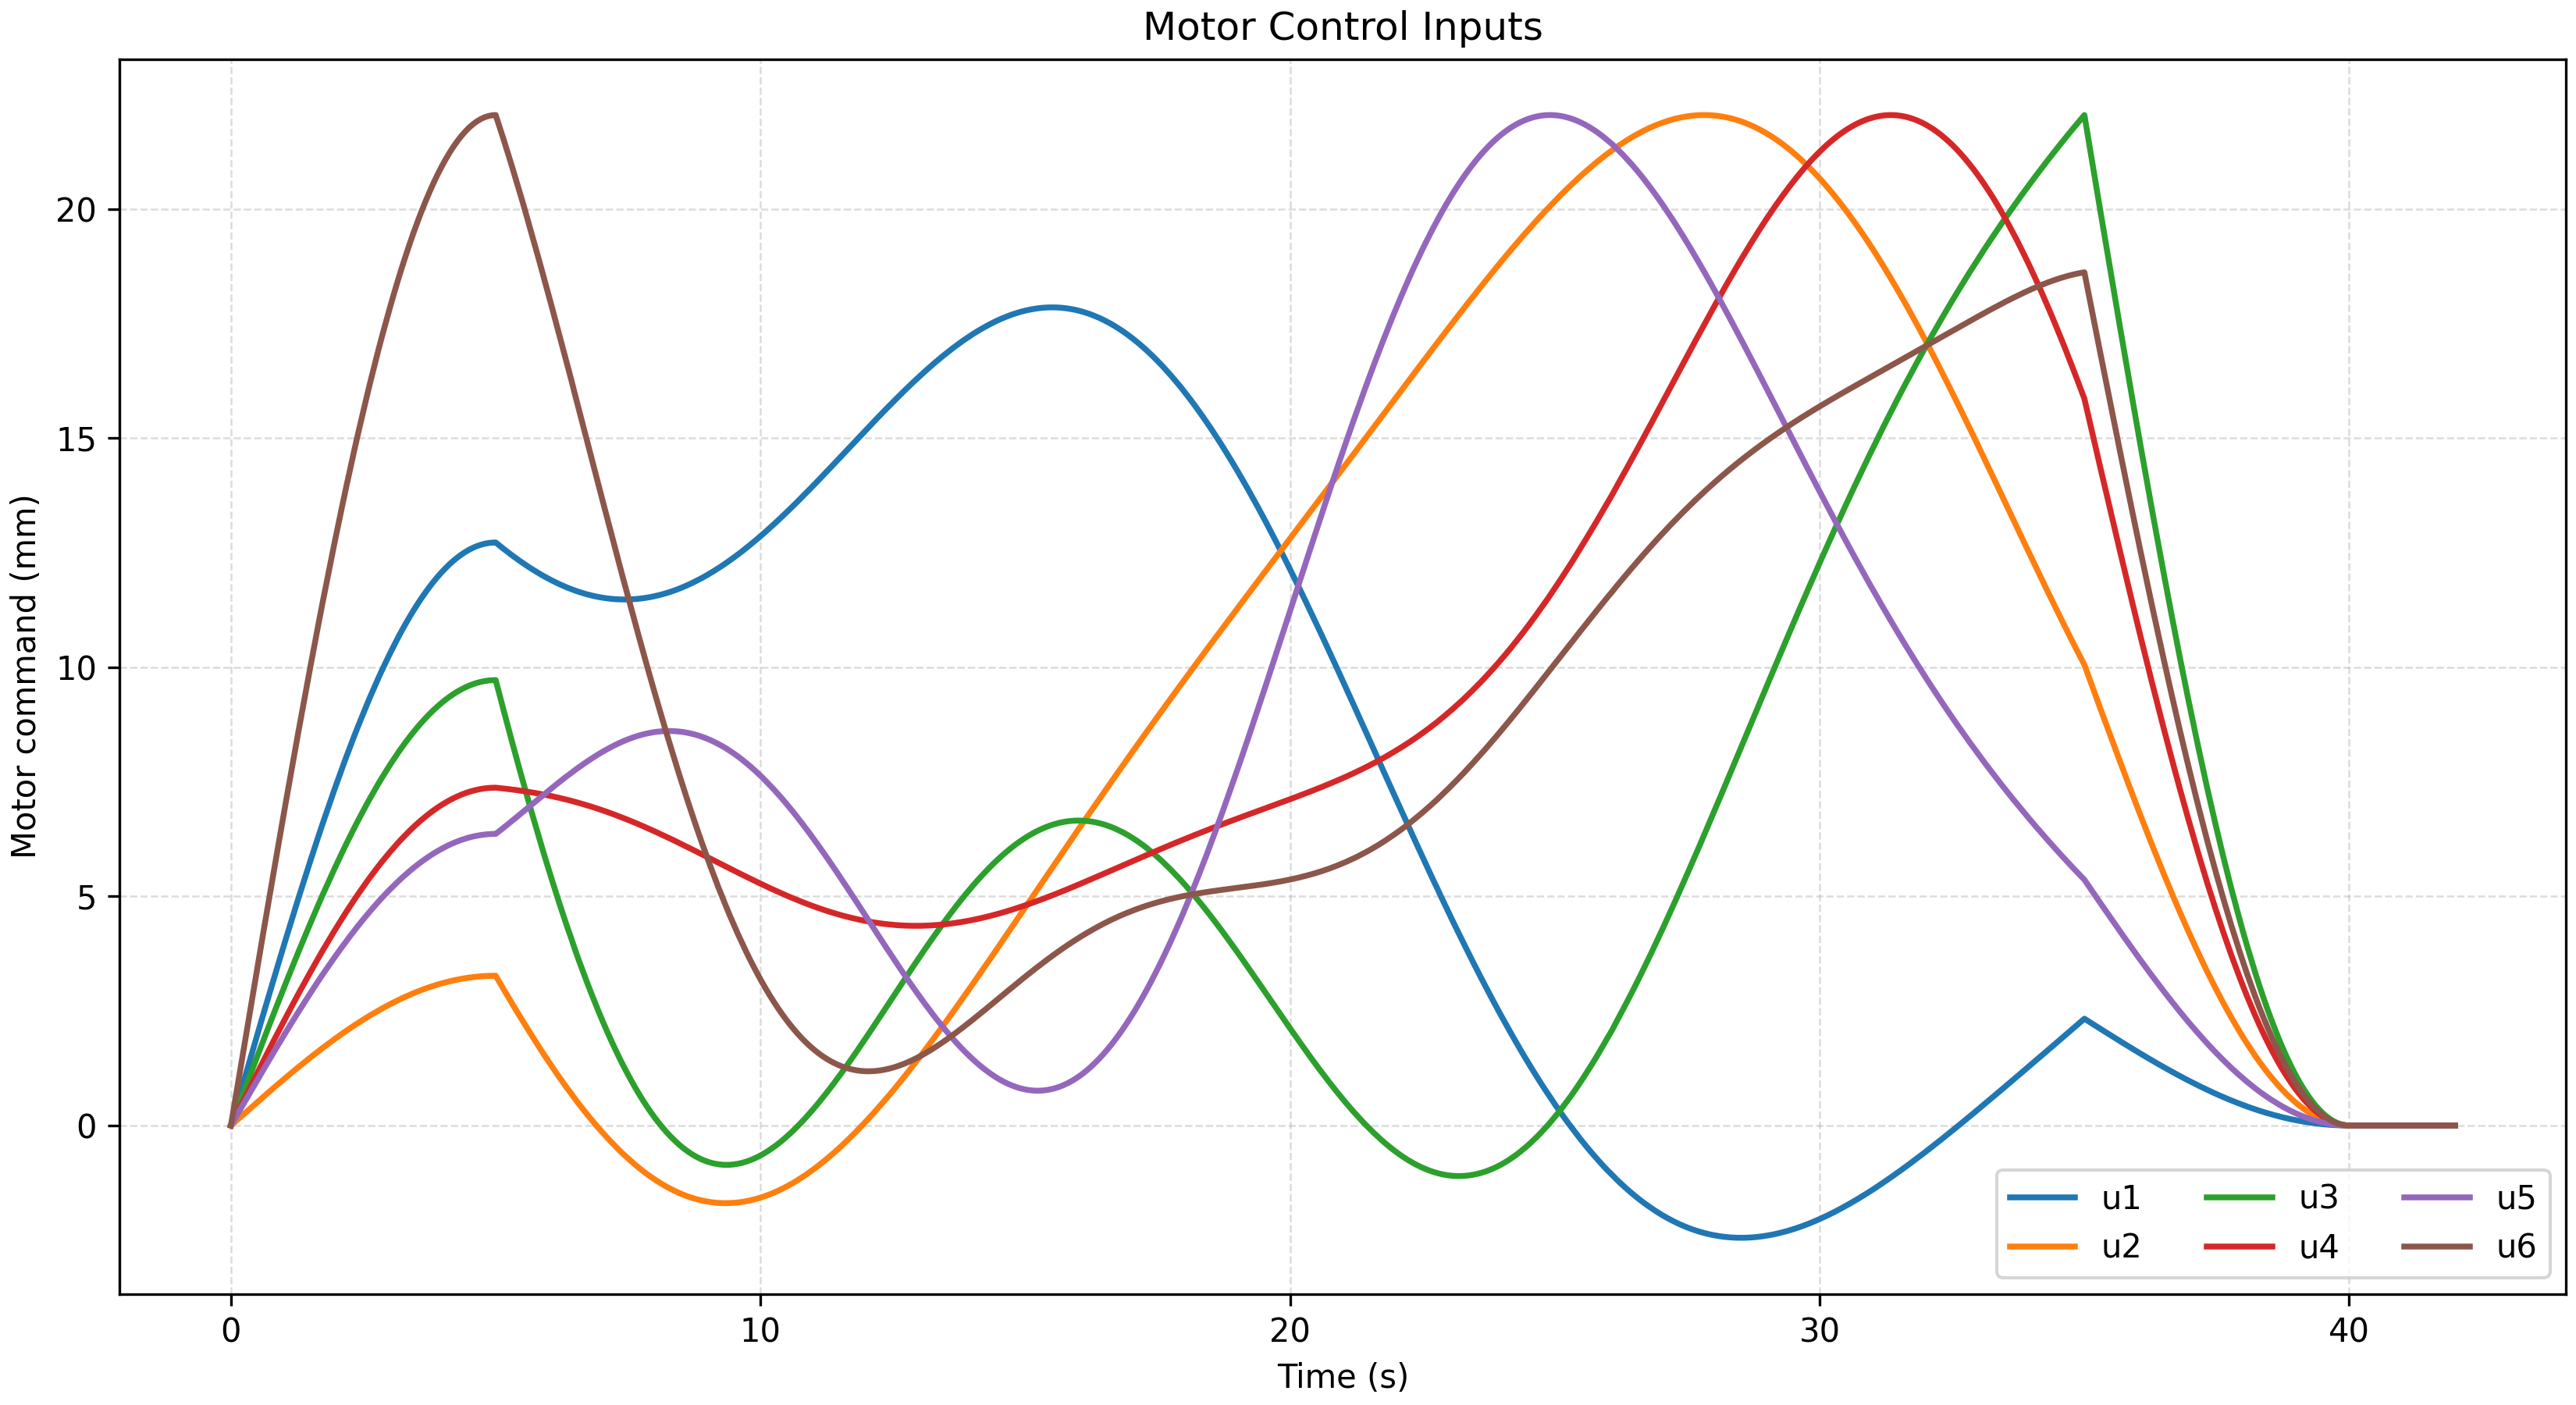 Motor Control Inputs
Motor command (mm)
20
15
10
5
0
0 10 20 30 40
Time (s)
u1 u3 u5
u2 u4 u6